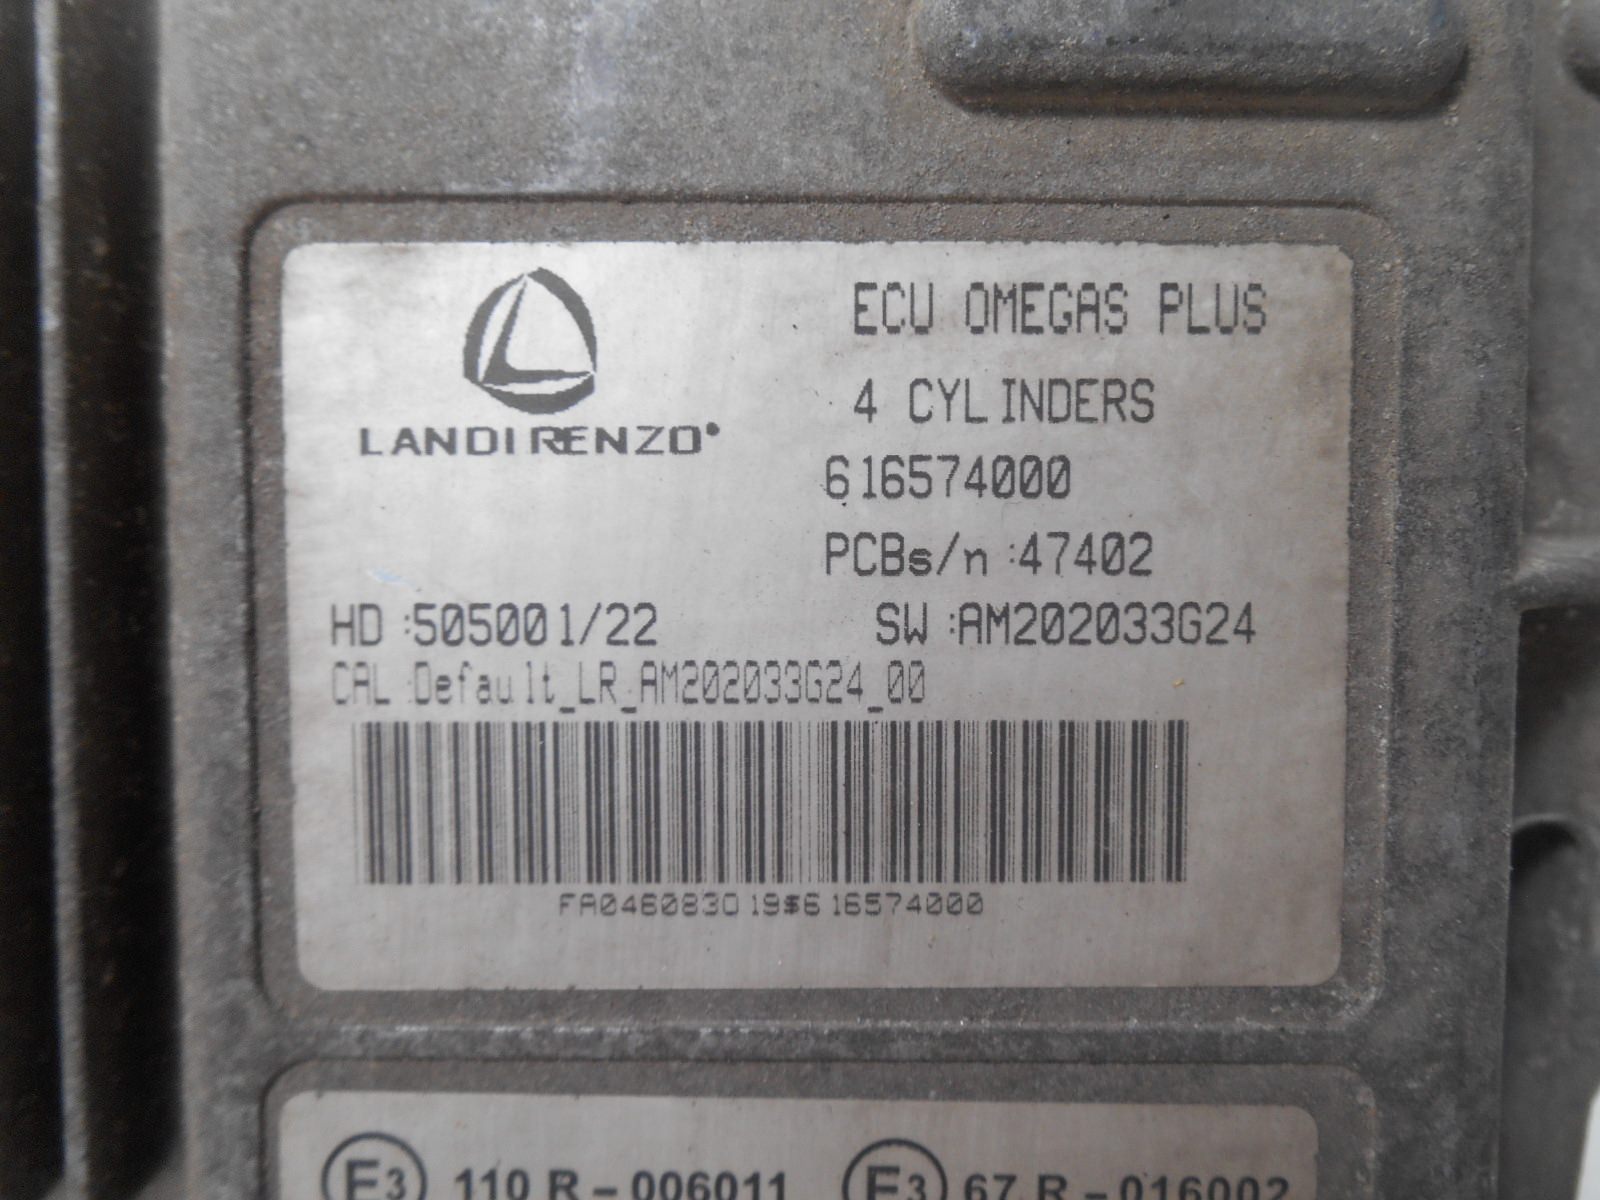 LANDIRENZO®
ECU OMEGAS PLUS
4 CYLINDERS
616574000
PCBs/n:47402
HD:505001/22 SW:AM202033G24
CAL:Default_LR_AM202033G24_00
FA046083019$616574000
E3 110 R-006011 E3 67 R-016002